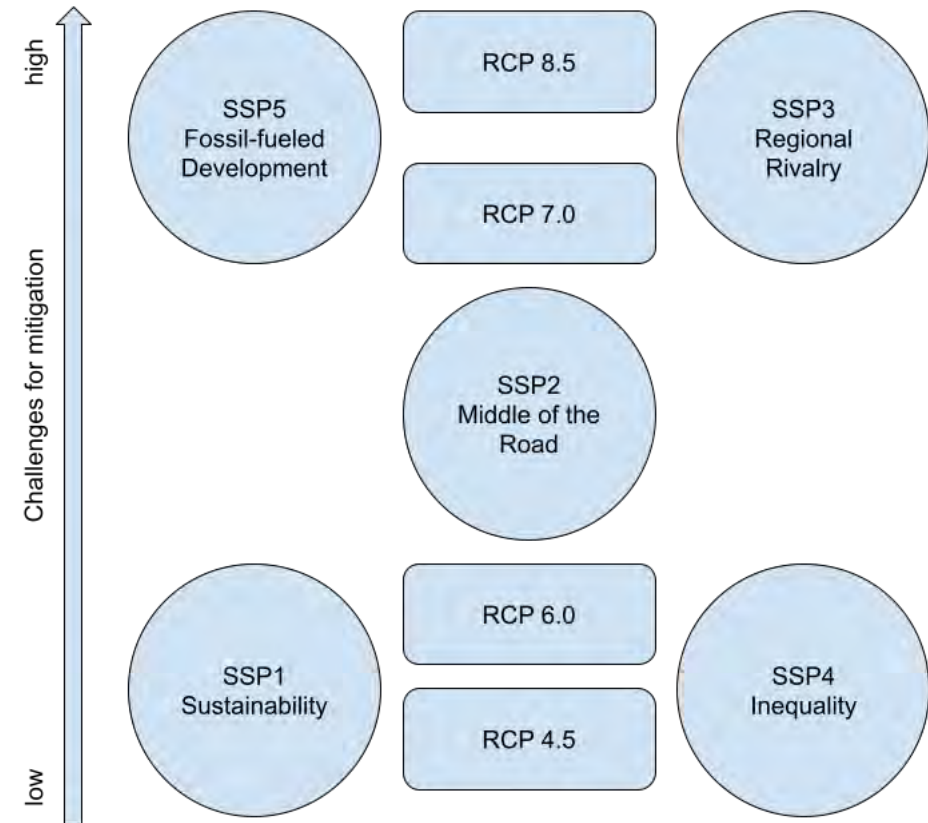 high
Challenges for mitigation
low
SSP5
Fossil-fueled
Development
RCP 8.5
RCP 7.0
SSP3
Regional
Rivalry
SSP2
Middle of the
Road
SSP1
Sustainability
RCP 6.0
RCP 4.5
SSP4
Inequality